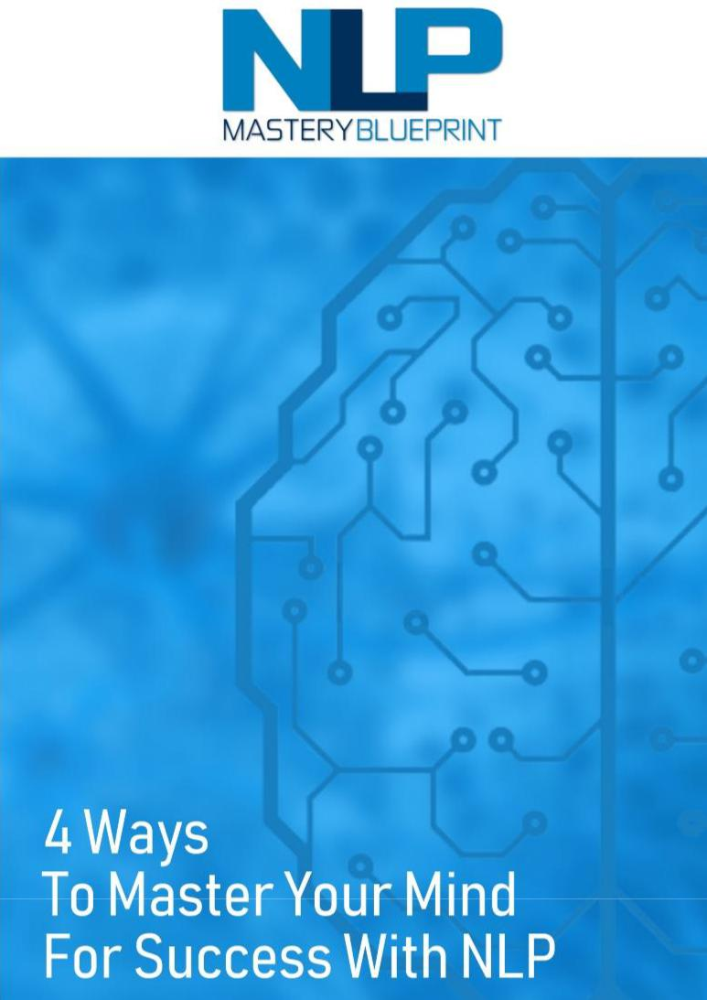 NLP
MASTERYBLUEPRINT
4 Ways
To Master Your Mind
For Success With NLP